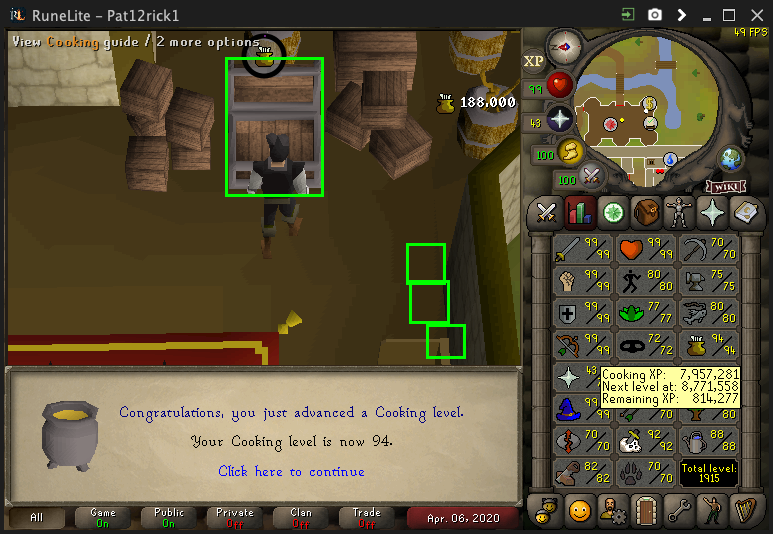 RuneLite - Pat12rick1
View Cooking guide / 2 more options
49 FPS
XP
99
188,000
43
100
100
WIKI
99/99 99/99 70/70
99/99 80/80 75/75
99/99 77/77 80/80
99/99 72/72 94/94
43
Cooking XP: 7,957,281
Next level at: 8,771,558
Remaining XP: 814,277
99/99 70 80
70/70 92/92 88/88
82/82 70/70 Total level: 1915
Congratulations, you just advanced a Cooking level.
Your Cooking level is now 94.
Click here to continue
All
Game On
Public On
Private Off
Clan Off
Trade Off
Apr. 06, 2020